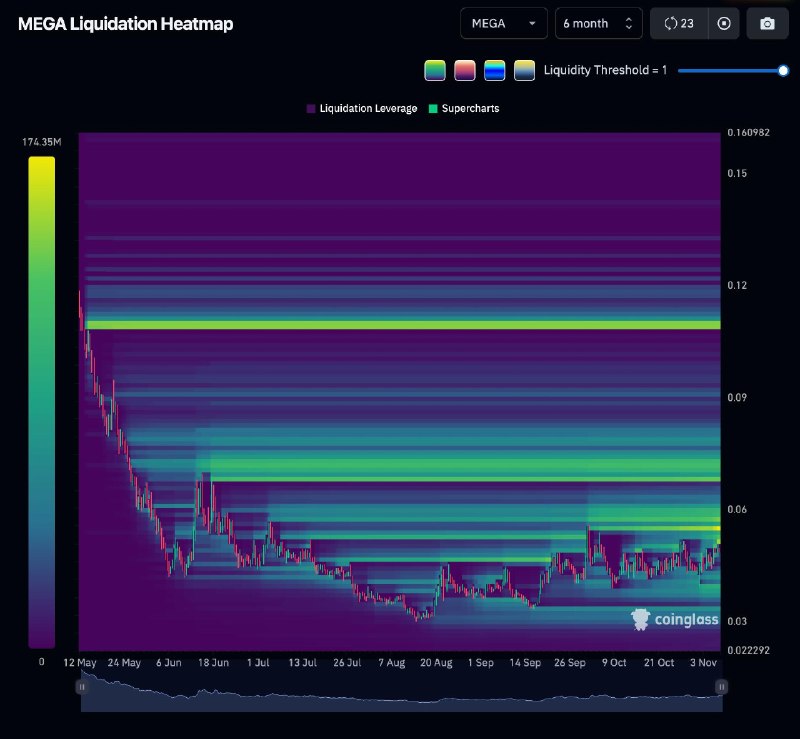 MEGA Liquidation Heatmap
MEGA
6 month
23
Liquidity Threshold = 1
Liquidation Leverage
Supercharts
174.35M
0
0.160982
0.15
0.12
0.09
0.06
0.03
0.022292
coinglass
12 May 24 May 6 Jun 18 Jun 1 Jul 13 Jul 26 Jul 7 Aug 20 Aug 1 Sep 14 Sep 26 Sep 9 Oct 21 Oct 3 Nov